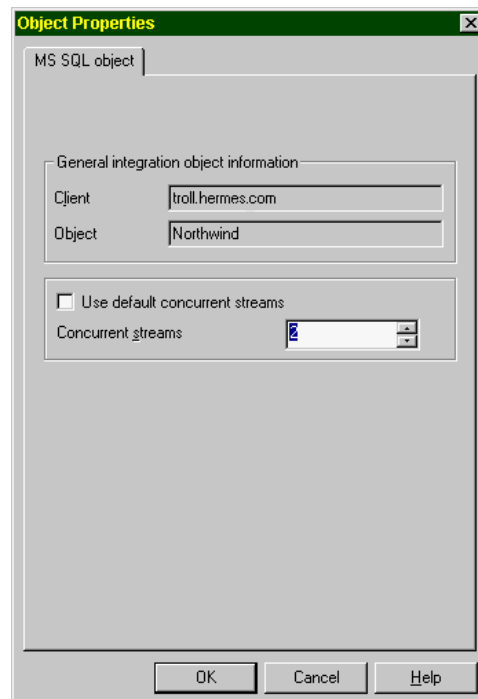 Object Properties
MS SQL object
General integration object information
Client
troll.hermes.com
Object
Northwind
Use default concurrent streams
Concurrent streams
2
OK
Cancel
Help